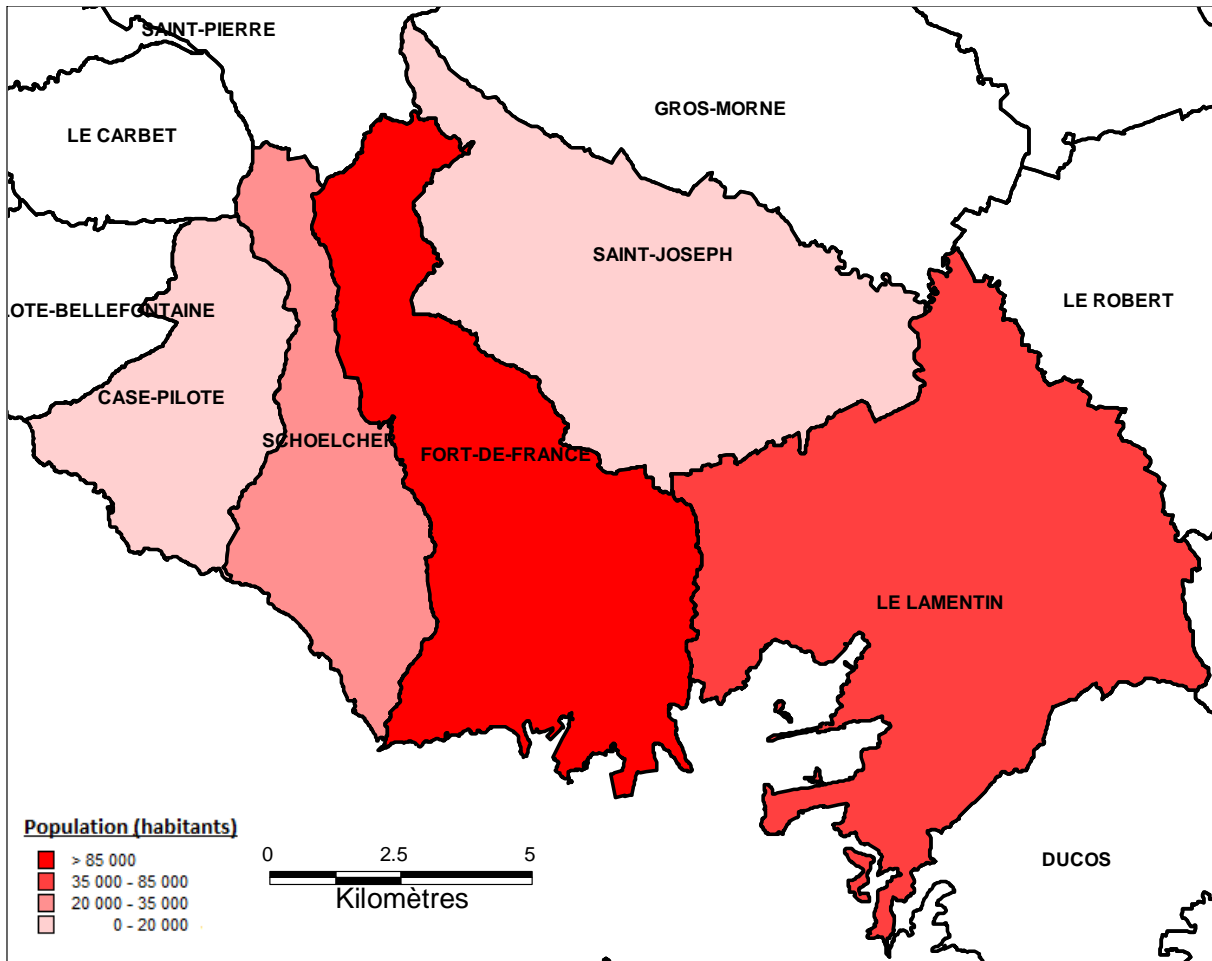 SAINT-PIERRE
GROS-MORNE
LE CARBET
SAINT-JOSEPH
LE ROBERT
LOTE-BELLEFONTAINE
CASE-PILOTE
SCHOELCHER
FORT-DE-FRANCE
LE LAMENTIN
DUCOS
Population (habitants)
> 85 000
35 000 - 85 000
20 000 - 35 000
0 - 20 000
0 2.5 5
Kilomètres